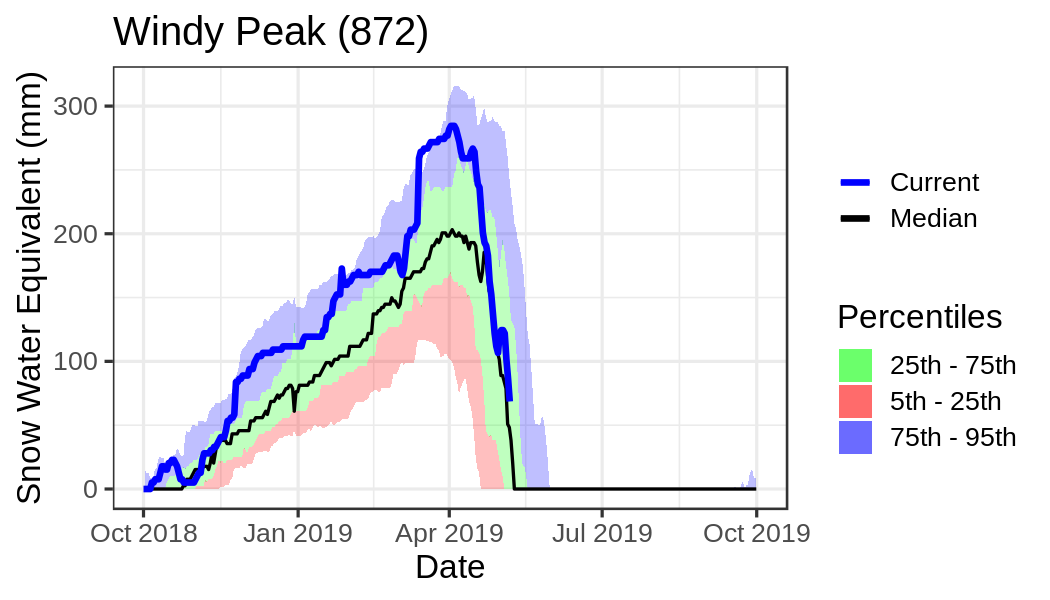 Windy Peak (872)
Snow Water Equivalent (mm)
300
200
100
0
Oct 2018
Jan 2019
Apr 2019
Jul 2019
Oct 2019
Date
Current
Median
Percentiles
25th - 75th
5th - 25th
75th - 95th